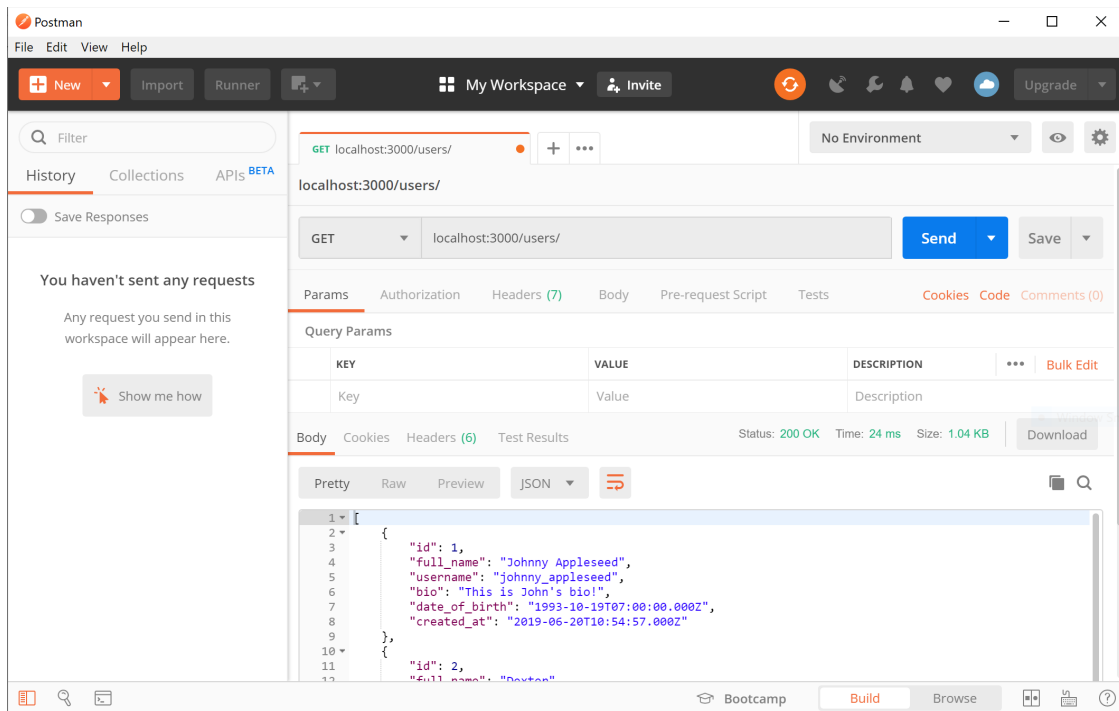 Postman
File Edit View Help
New Import Runner My Workspace Invite Upgrade
Filter
History Collections APIs BETA
Save Responses
You haven't sent any requests
Any request you send in this
workspace will appear here.
Show me how
GET localhost:3000/users/
No Environment
localhost:3000/users/
GET localhost:3000/users/ Send Save
Params Authorization Headers (7) Body Pre-request Script Tests Cookies Code Comments (0)
Query Params
KEY VALUE DESCRIPTION Bulk Edit
Key Value Description
Body Cookies Headers (6) Test Results Status: 200 OK Time: 24 ms Size: 1.04 KB Download
Pretty Raw Preview JSON
1 [
2 {
3 "id": 1,
4 "full_name": "Johnny Appleseed",
5 "username": "johnny_appleseed",
6 "bio": "This is John's bio!",
7 "date_of_birth": "1993-10-19T07:00:00.000Z",
8 "created_at": "2019-06-20T10:54:57.000Z"
9 },
10 {
11 "id": 2,
12 "full_name": "Dexter"
Bootcamp Build Browse